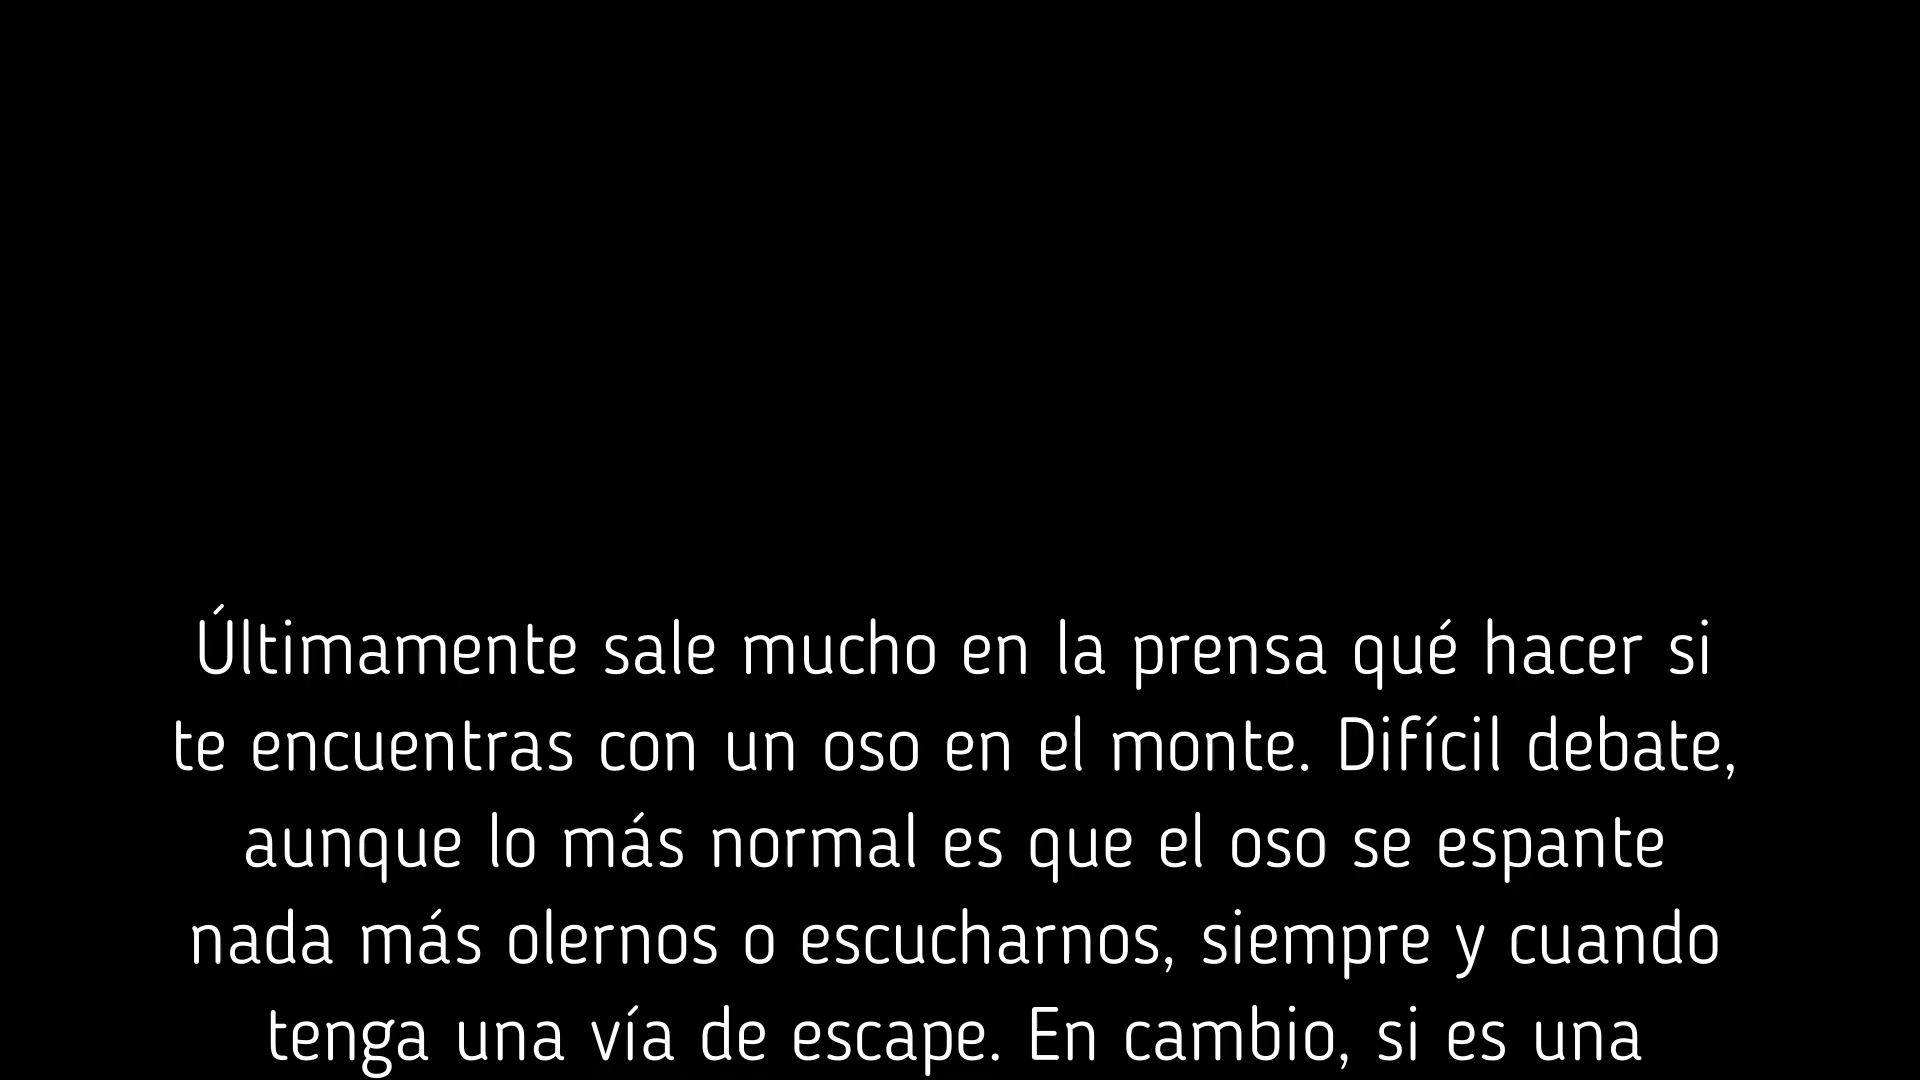 Últimamente sale mucho en la prensa qué hacer si
te encuentras con un oso en el monte. Difícil debate,
aunque lo más normal es que el oso se espante
nada más olernos o escucharnos, siempre y cuando
tenga una vía de escape. En cambio, si es una